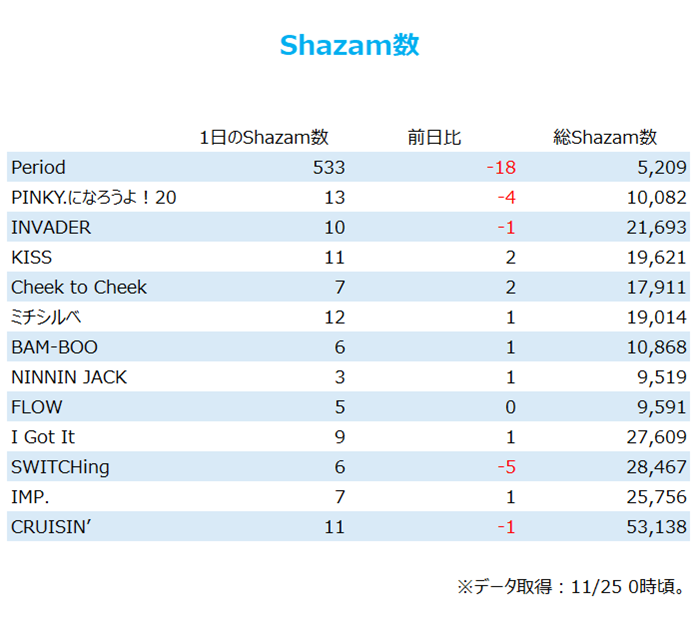 Shazam数
1日のShazam数 前日比 総Shazam数
Period 533 -18 5,209
PINKY.になろうよ！20 13 -4 10,082
INVADER 10 -1 21,693
KISS 11 2 19,621
Cheek to Cheek 7 2 17,911
ミチシルベ 12 1 19,014
BAM-BOO 6 1 10,868
NINNIN JACK 3 1 9,519
FLOW 5 0 9,591
I Got It 9 1 27,609
SWITCHing 6 -5 28,467
IMP. 7 1 25,756
CRUISIN’ 11 -1 53,138
※データ取得：11/25 0時頃。